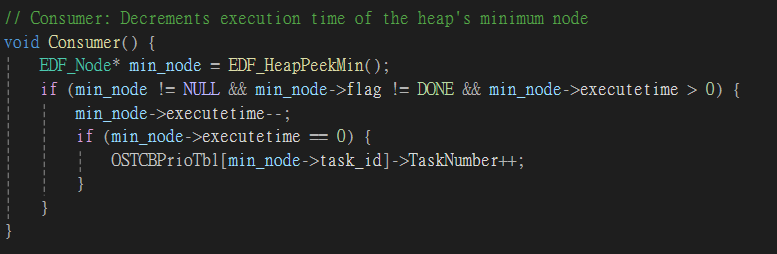 // Consumer: Decrements execution time of the heap's minimum node
void Consumer() {
    EDF_Node* min_node = EDF_HeapPeekMin();
    if (min_node != NULL && min_node->flag != DONE && min_node->executetime > 0) {
        min_node->executetime--;
        if (min_node->executetime == 0) {
            OSTCBPrioTbl[min_node->task_id]->TaskNumber++;
        }
    }
}